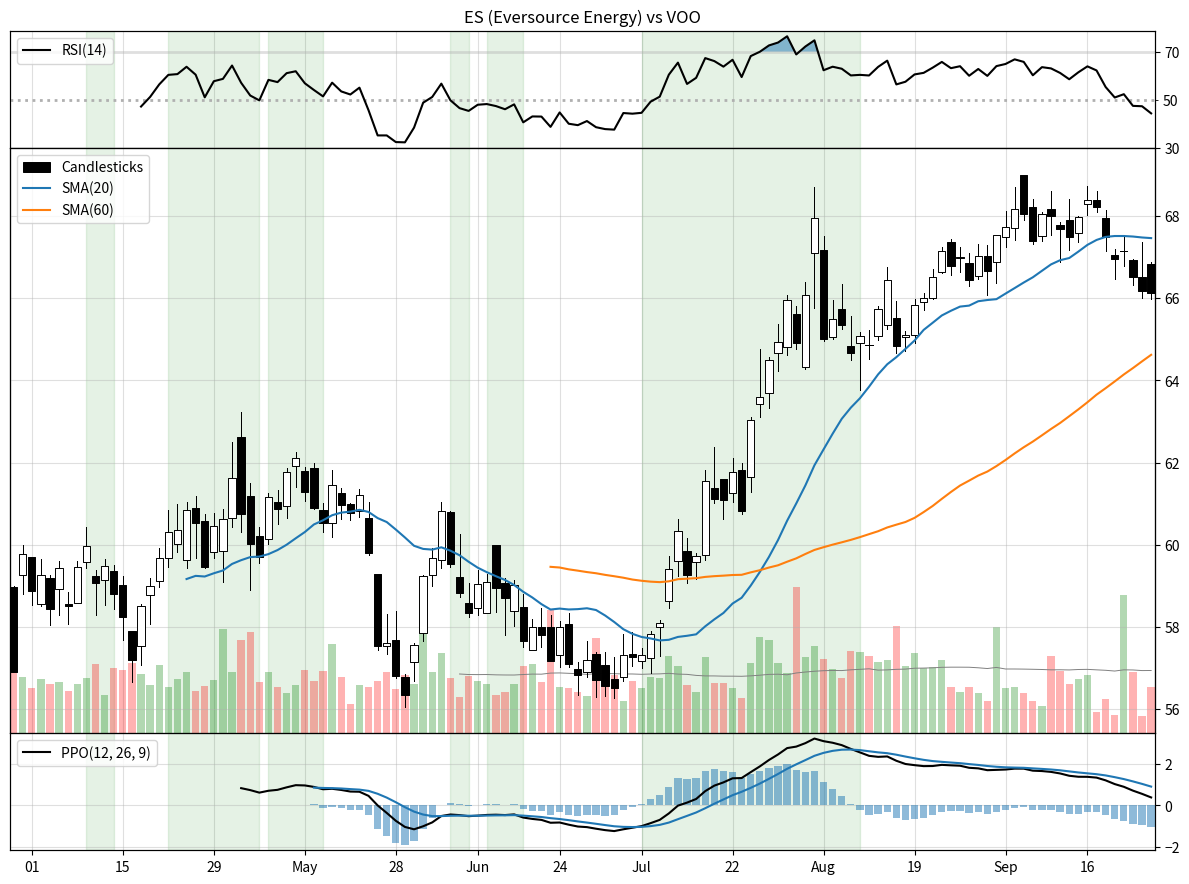 ES (Eversource Energy) vs VOO
RSI(14)
70
50
30
Candlesticks
SMA(20)
SMA(60)
68
66
64
62
60
58
56
PPO(12, 26, 9)
2
0
−2
01 15 29 May 28 Jun 24 Jul 22 Aug 19 Sep 16